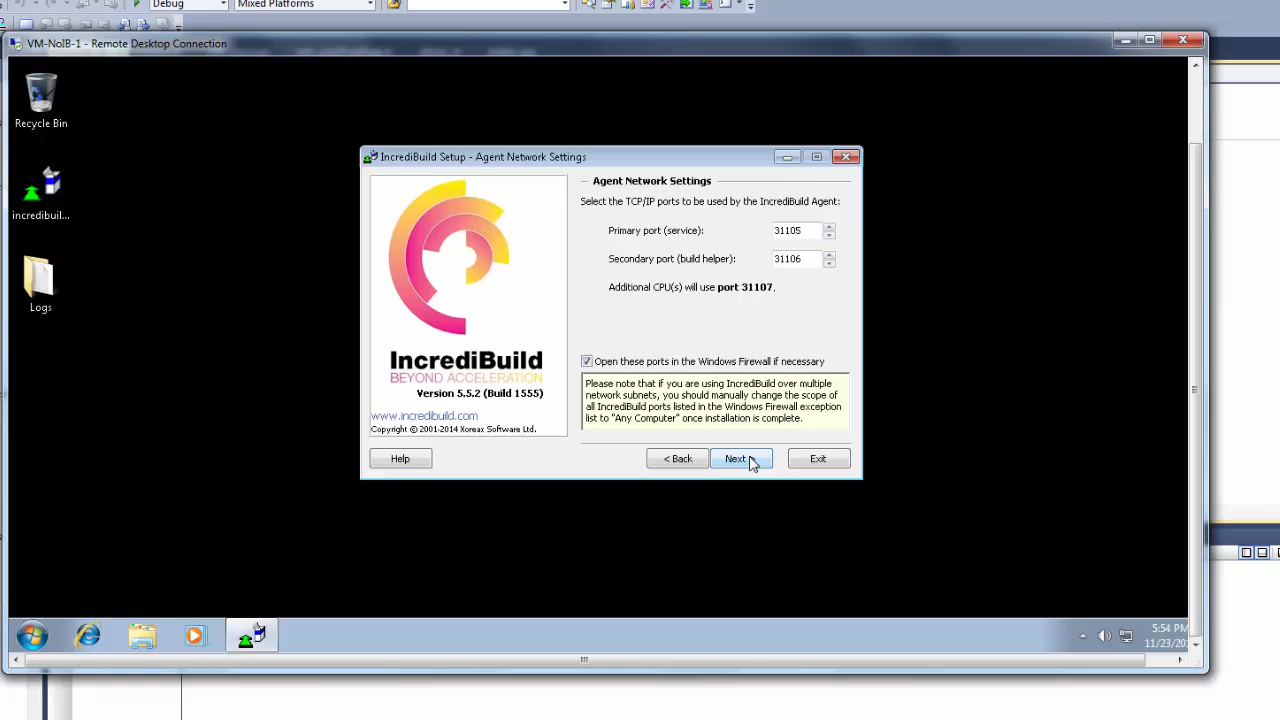 Debug
Mixed Platforms
VM-NoIB-1 - Remote Desktop Connection
Recycle Bin
incredibuil...
Logs
IncrediBuild Setup - Agent Network Settings
Agent Network Settings
Select the TCP/IP ports to be used by the IncrediBuild Agent:
Primary port (service):
31105
Secondary port (build helper):
31106
Additional CPU(s) will use port 31107.
Open these ports in the Windows Firewall if necessary
Please note that if you are using IncrediBuild over multiple
network subnets, you should manually change the scope of
all IncrediBuild ports listed in the Windows Firewall exception
list to "Any Computer" once installation is complete.
IncrediBuild
BEYOND ACCELERATION
Version 5.5.2 (Build 1555)
www.incredibuild.com
Copyright © 2001-2014 Xoreax Software Ltd.
Help
< Back
Next
Exit
5:54 PM
11/23/20